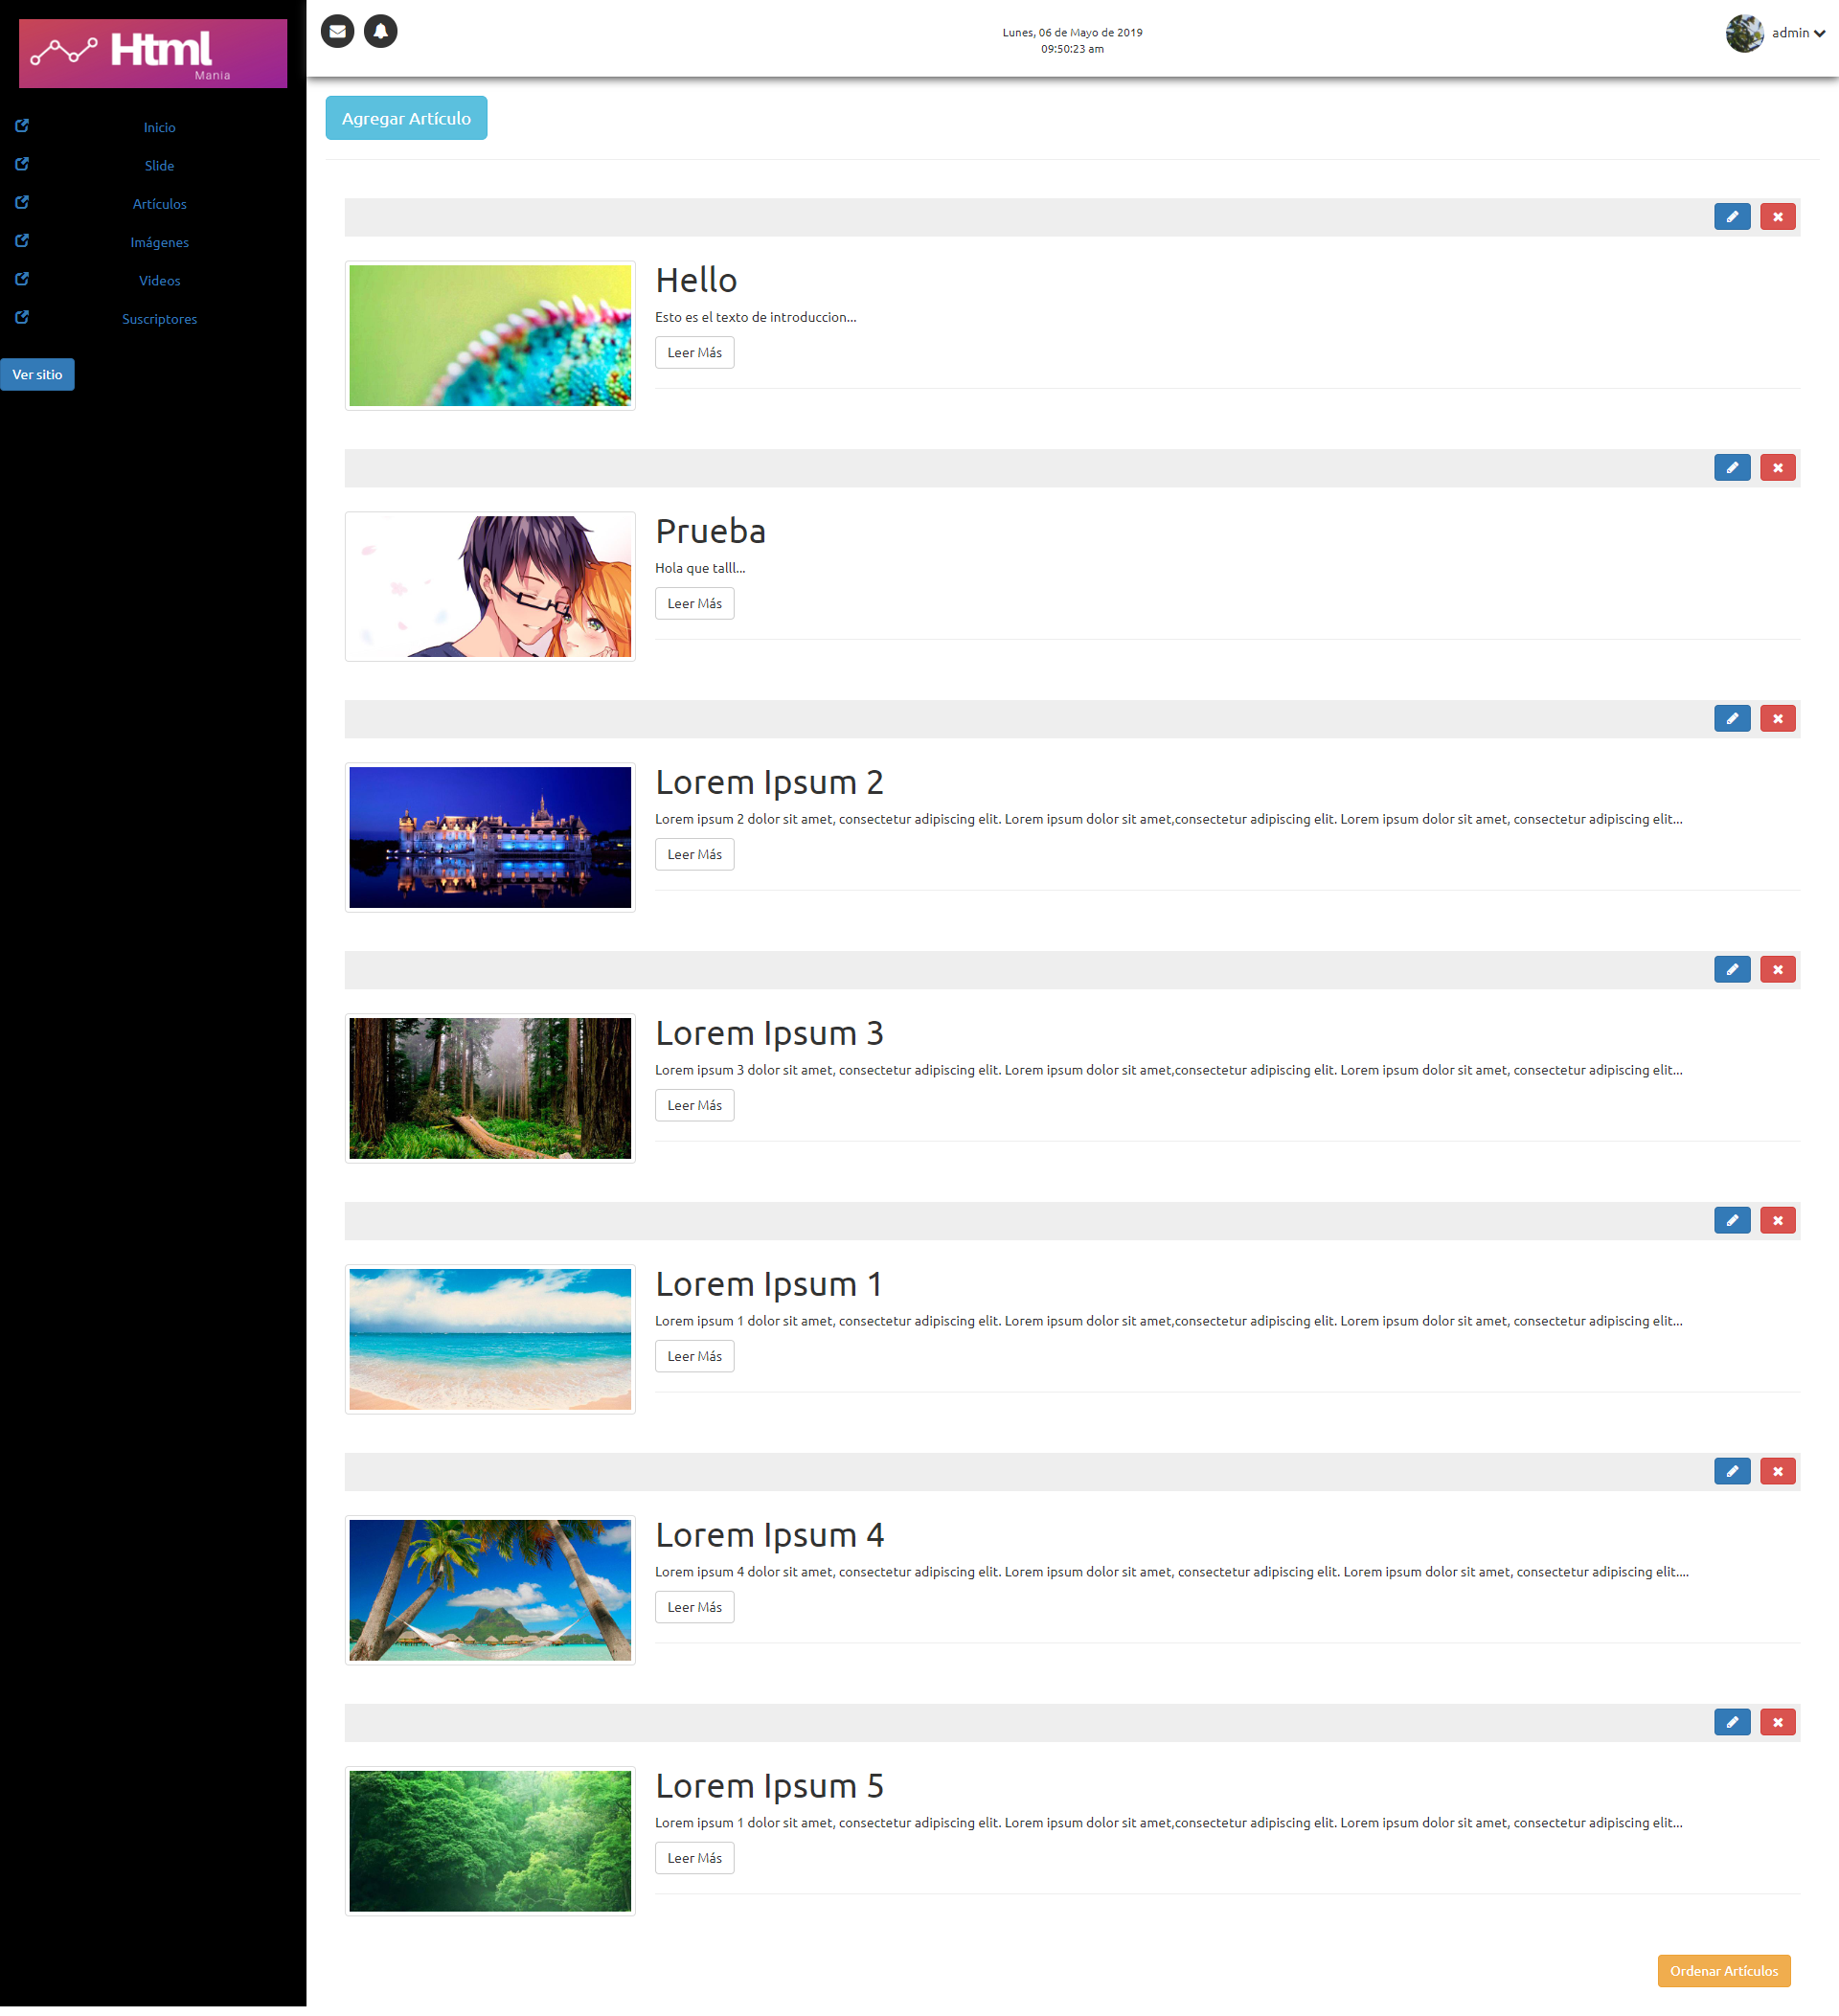 Html
Mania
Inicio
Slide
Artículos
Imágenes
Videos
Suscriptores
Ver sitio
Lunes, 06 de Mayo de 2019
09:50:23 am
admin
Agregar Artículo
Hello
Esto es el texto de introduccion...
Leer Más
Prueba
Hola que talll...
Leer Más
Lorem Ipsum 2
Lorem ipsum 2 dolor sit amet, consectetur adipiscing elit. Lorem ipsum dolor sit amet,consectetur adipiscing elit. Lorem ipsum dolor sit amet, consectetur adipiscing elit...
Leer Más
Lorem Ipsum 3
Lorem ipsum 3 dolor sit amet, consectetur adipiscing elit. Lorem ipsum dolor sit amet,consectetur adipiscing elit. Lorem ipsum dolor sit amet, consectetur adipiscing elit...
Leer Más
Lorem Ipsum 1
Lorem ipsum 1 dolor sit amet, consectetur adipiscing elit. Lorem ipsum dolor sit amet,consectetur adipiscing elit. Lorem ipsum dolor sit amet, consectetur adipiscing elit...
Leer Más
Lorem Ipsum 4
Lorem ipsum 4 dolor sit amet, consectetur adipiscing elit. Lorem ipsum dolor sit amet, consectetur adipiscing elit. Lorem ipsum dolor sit amet, consectetur adipiscing elit....
Leer Más
Lorem Ipsum 5
Lorem ipsum 1 dolor sit amet, consectetur adipiscing elit. Lorem ipsum dolor sit amet,consectetur adipiscing elit. Lorem ipsum dolor sit amet, consectetur adipiscing elit...
Leer Más
Ordenar Artículos